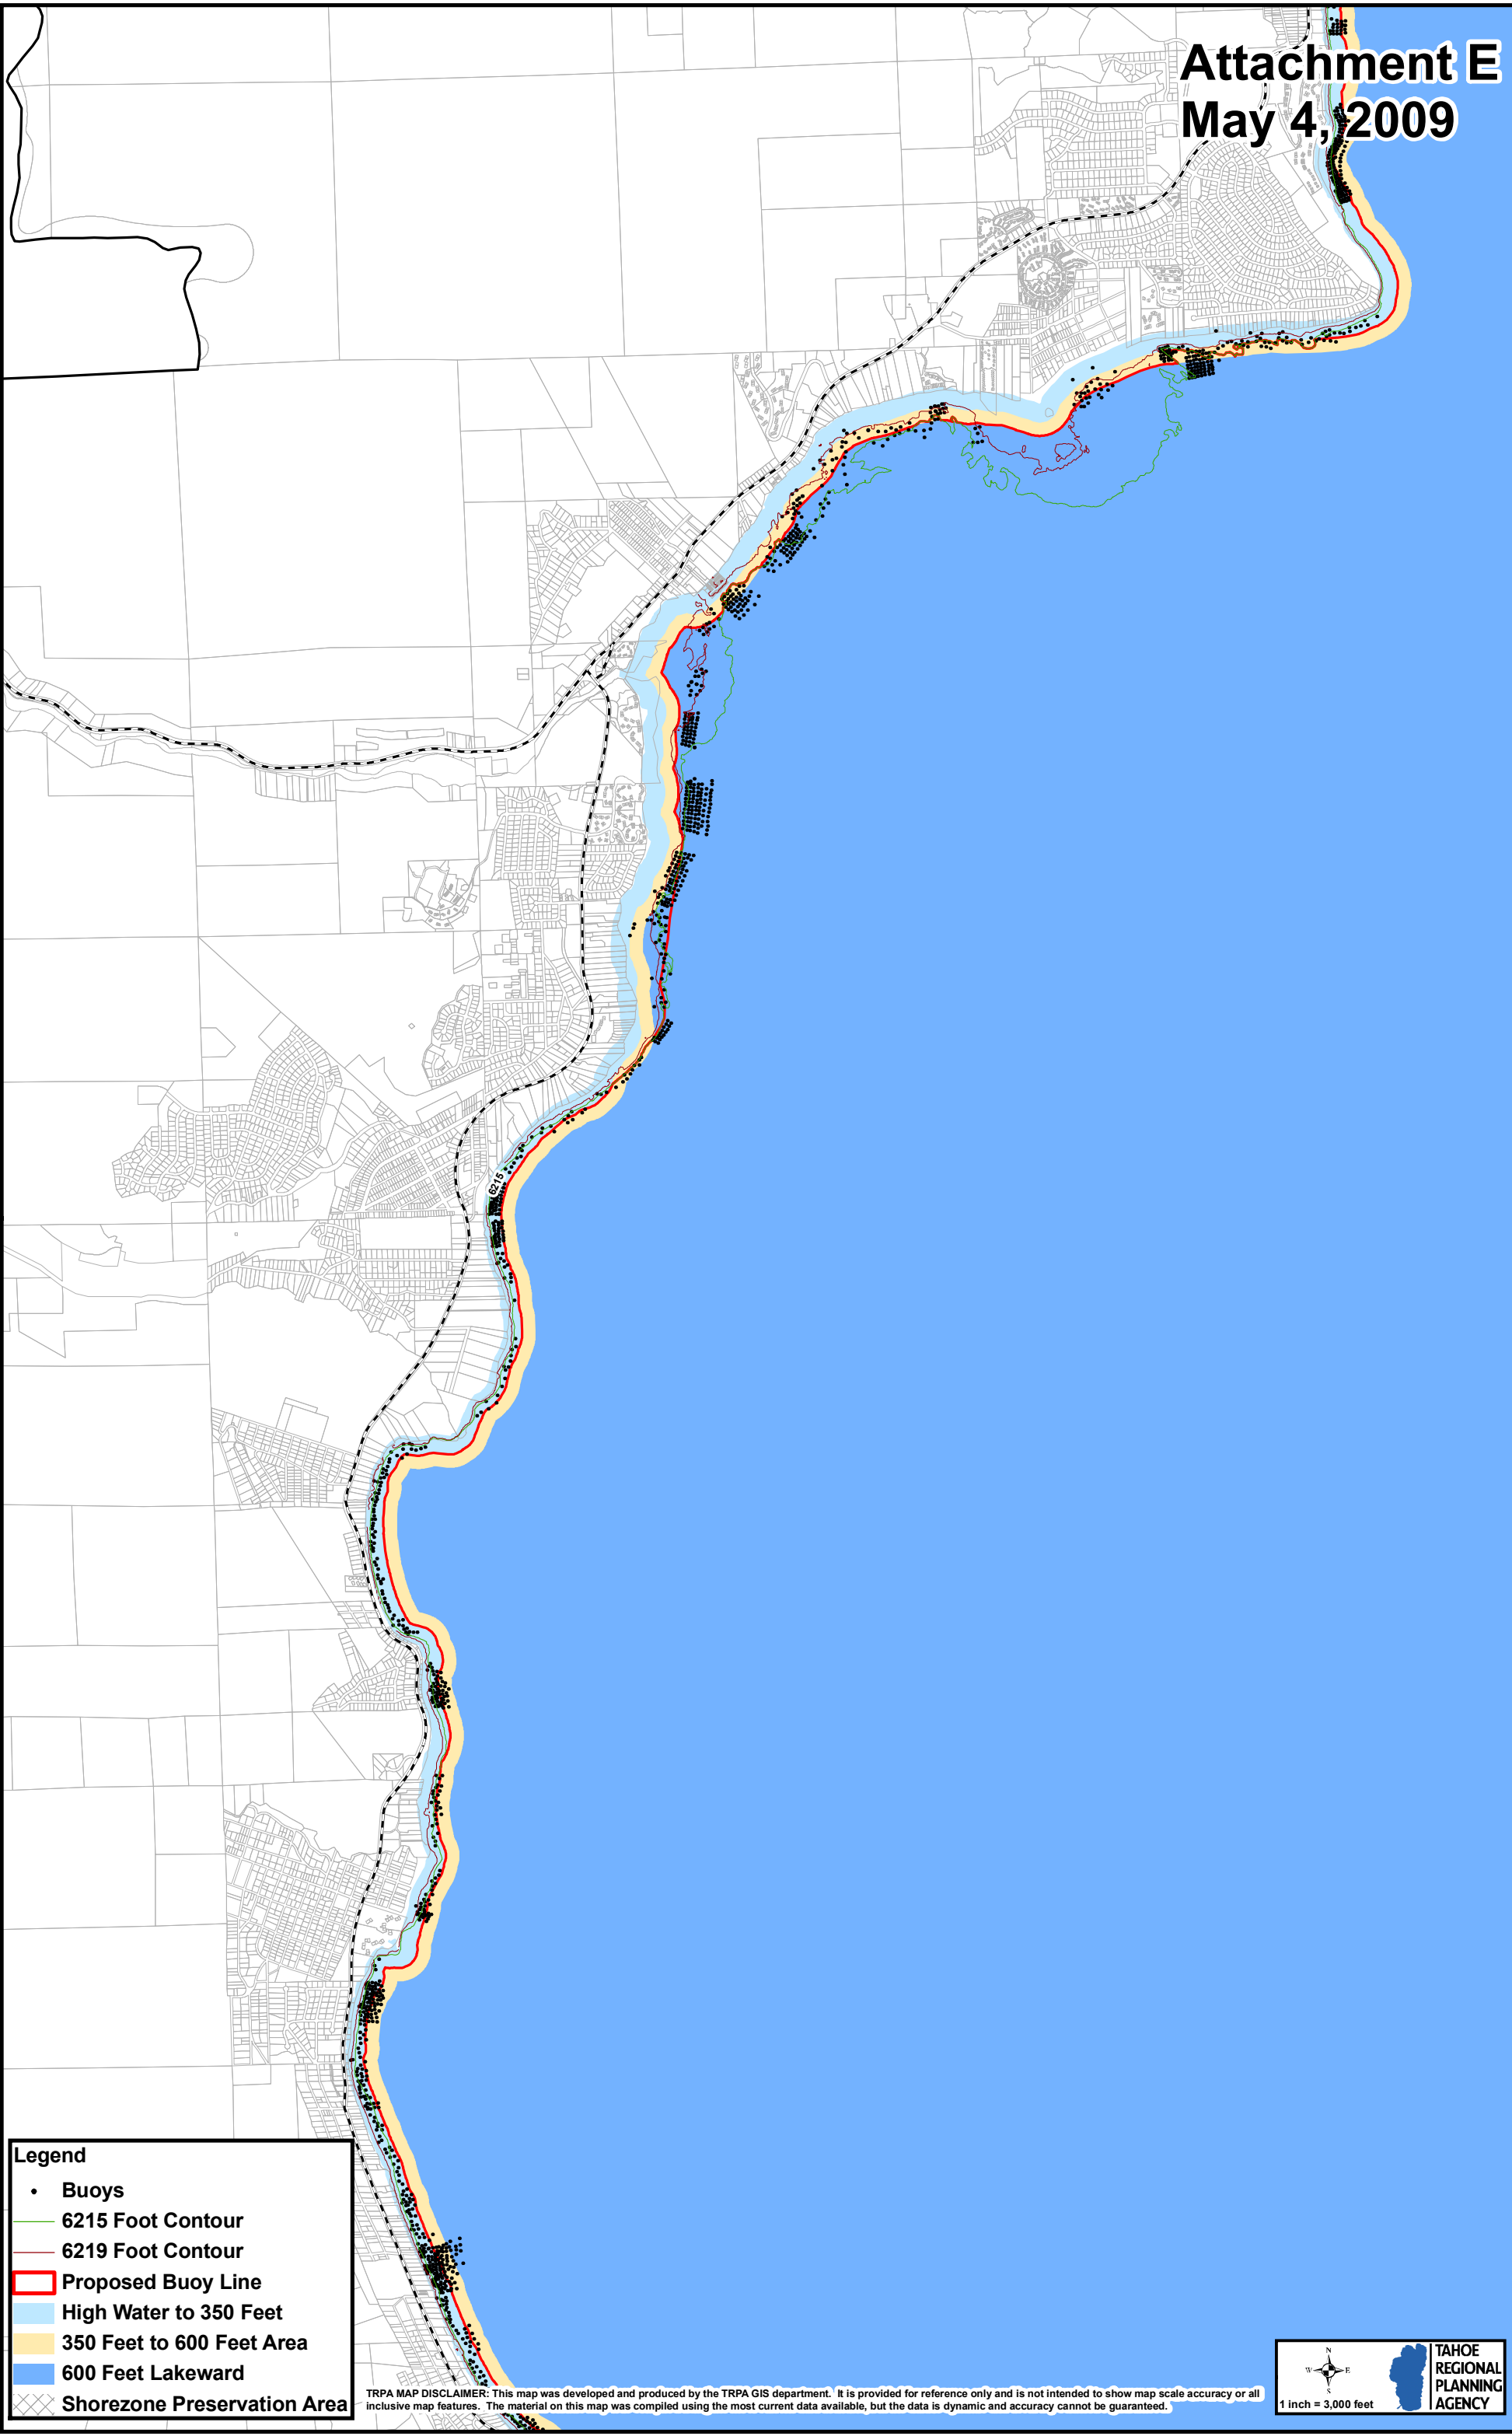 Attachment E
May 4, 2009
6215
Legend
Buoys
6215 Foot Contour
6219 Foot Contour
Proposed Buoy Line
High Water to 350 Feet
350 Feet to 600 Feet Area
600 Feet Lakeward
Shorezone Preservation Area
TRPA MAP DISCLAIMER: This map was developed and produced by the TRPA GIS department. It is provided for reference only and is not intended to show map scale accuracy or all
inclusive map features. The material on this map was compiled using the most current data available, but the data is dynamic and accuracy cannot be guaranteed.
N
W E
S
1 inch = 3,000 feet
TAHOE
REGIONAL
PLANNING
AGENCY